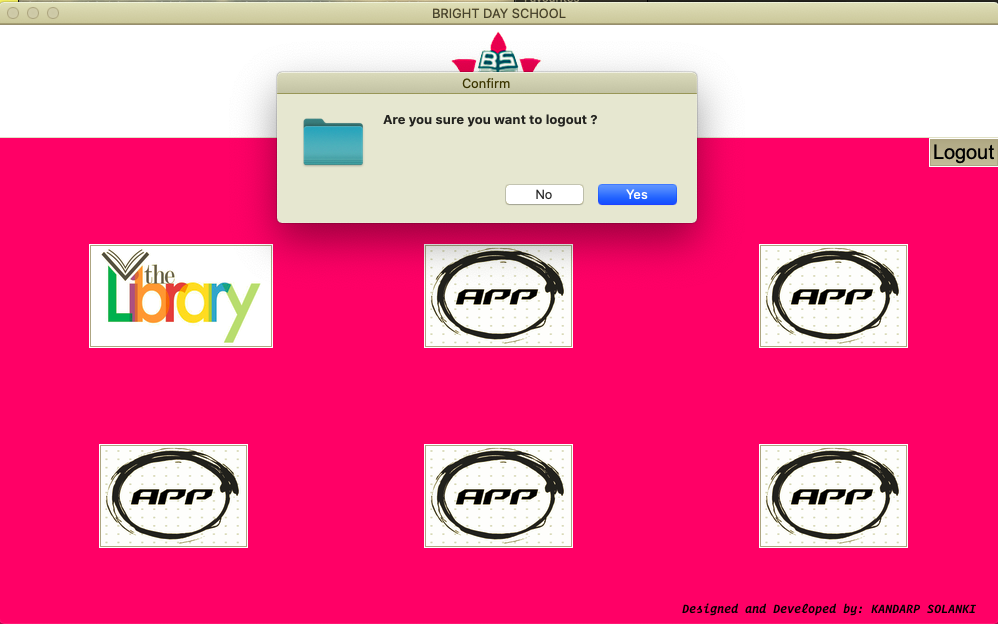 BRIGHT DAY SCHOOL
BS
Confirm
Are you sure you want to logout ?
No
Yes
Logout
the
Library
APP
APP
APP
APP
APP
Designed and Developed by: KANDARP SOLANKI